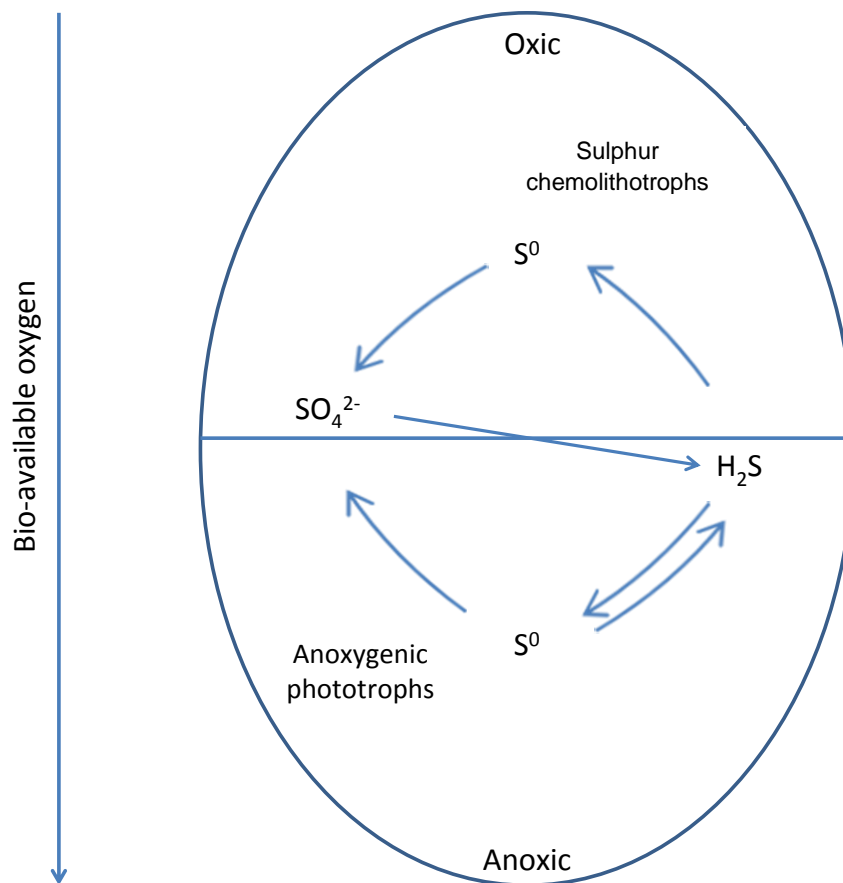 Oxic
Sulphur
chemolithotrophs
S⁰
Bio-available oxygen
SO₄²⁻
H₂S
S⁰
Anoxygenic
phototrophs
Anoxic